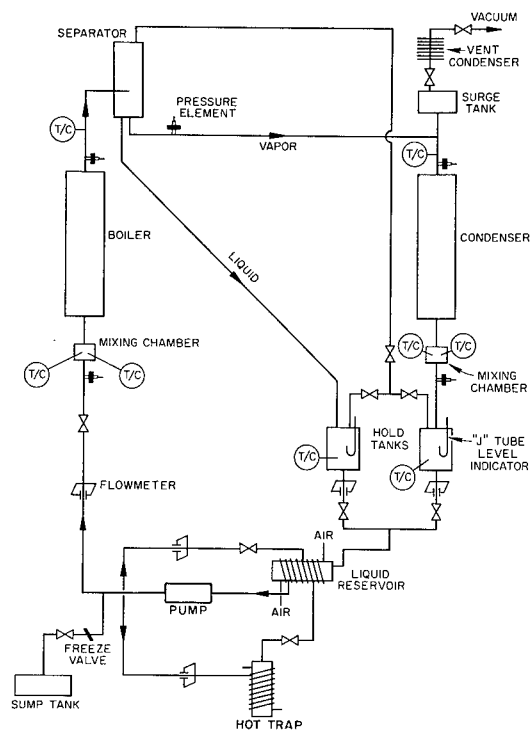 VACUUM
SEPARATOR
VENT
CONDENSER
PRESSURE
ELEMENT
SURGE
TANK
T/C
VAPOR
T/C
BOILER
CONDENSER
LIQUID
MIXING CHAMBER
T/C
T/C
T/C
T/C
MIXING
CHAMBER
HOLD
TANKS
"J" TUBE
LEVEL
INDICATOR
T/C
T/C
FLOWMETER
AIR
LIQUID
RESERVOIR
PUMP
AIR
FREEZE
VALVE
SUMP TANK
HOT TRAP